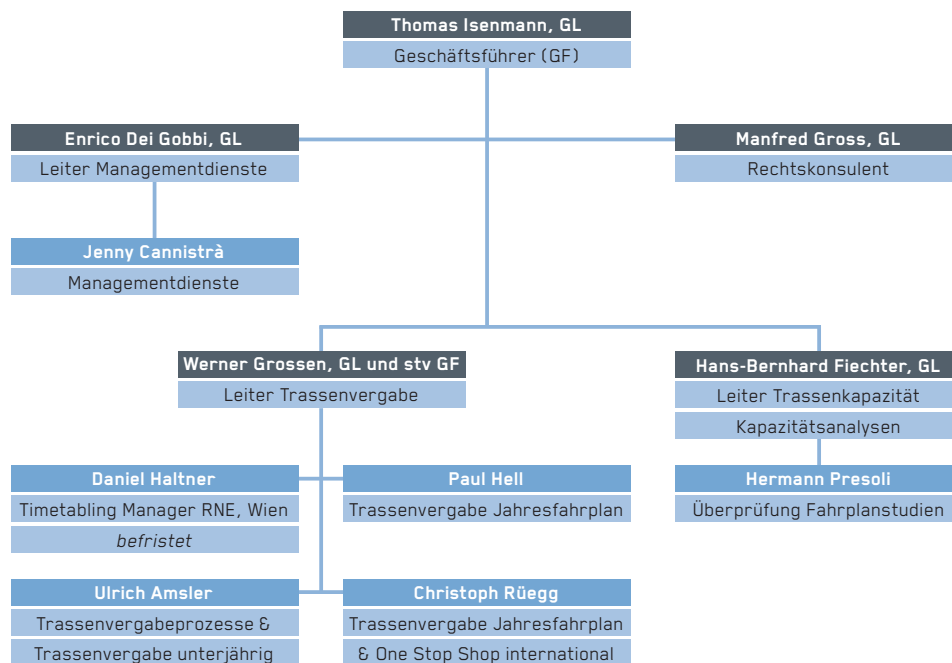 Thomas Isenmann, GL
Geschäftsführer (GF)
Enrico Dei Gobbi, GL
Leiter Managementdienste
Manfred Gross, GL
Rechtskonsulent
Jenny Cannistrà
Managementdienste
Werner Grossen, GL und stv GF
Leiter Trassenvergabe
Hans-Bernhard Fiechter, GL
Leiter Trassenkapazität
Kapazitätsanalysen
Daniel Haltner
Timetabling Manager RNE, Wien
befristet
Paul Hell
Trassenvergabe Jahresfahrplan
Hermann Presoli
Überprüfung Fahrplanstudien
Ulrich Amsler
Trassenvergabeprozesse &
Trassenvergabe unterjährig
Christoph Rüegg
Trassenvergabe Jahresfahrplan
& One Stop Shop international